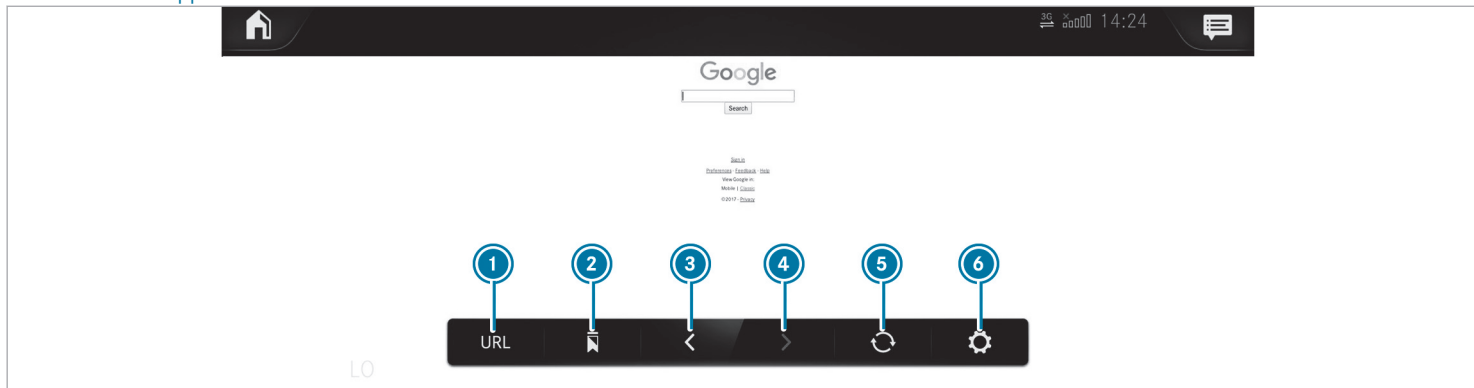 3G 14:24
Google
Search
Sign in
Preferences - Feedback - Help
View Google in:
Mobile | Classic
©2017 - Privacy
1 2 3 4 5 6
URL
LO